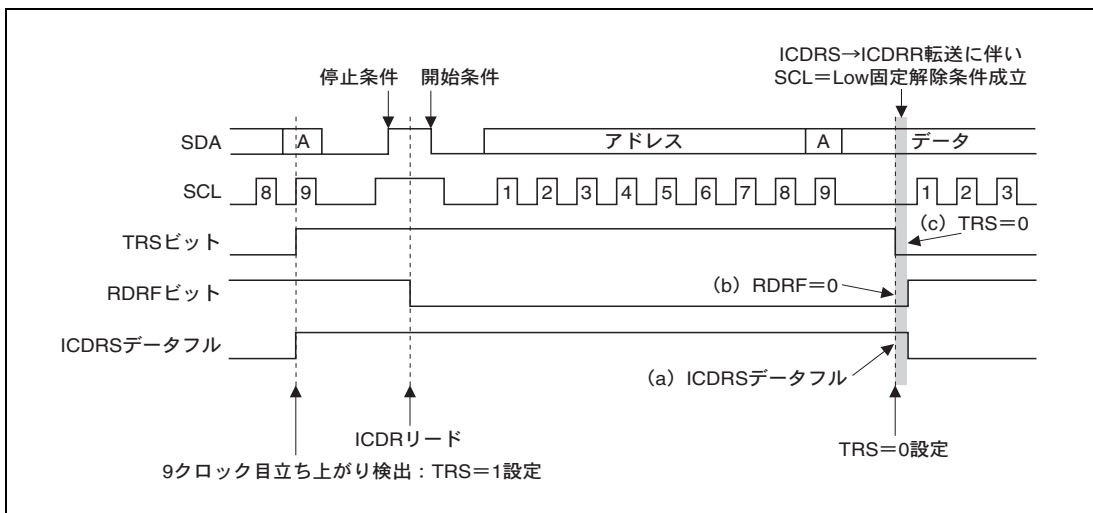 ICDRS→ICDRR転送に伴い
SCL=Low固定解除条件成立
停止条件 開始条件
SDA A アドレス A データ
SCL 8 9 1 2 3 4 5 6 7 8 9 1 2 3
(c) TRS=0
TRSビット
(b) RDRF=0
RDRFビット
ICDRSデータフル
(a) ICDRSデータフル
ICDRリード
TRS=0設定
9クロック目立ち上がり検出:TRS=1設定